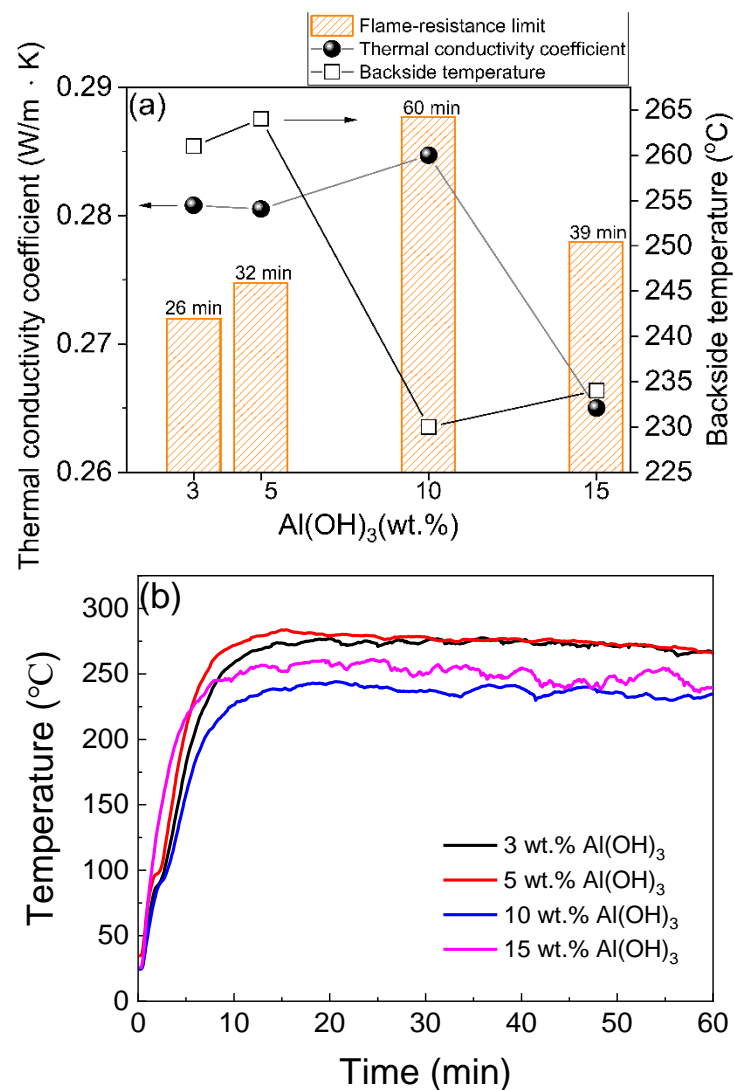 Flame-resistance limit
Thermal conductivity coefficient
Backside temperature
(a)
Thermal conductivity coefficient (W/m · K)
0.29
0.28
0.27
0.26
Backside temperature (°C)
265
260
255
250
245
240
235
230
225
26 min
32 min
60 min
39 min
3
5
10
15
Al(OH)₃(wt.%)
(b)
Temperature (°C)
300
250
200
150
100
50
0
3 wt.% Al(OH)₃
5 wt.% Al(OH)₃
10 wt.% Al(OH)₃
15 wt.% Al(OH)₃
0
10
20
30
40
50
60
Time (min)